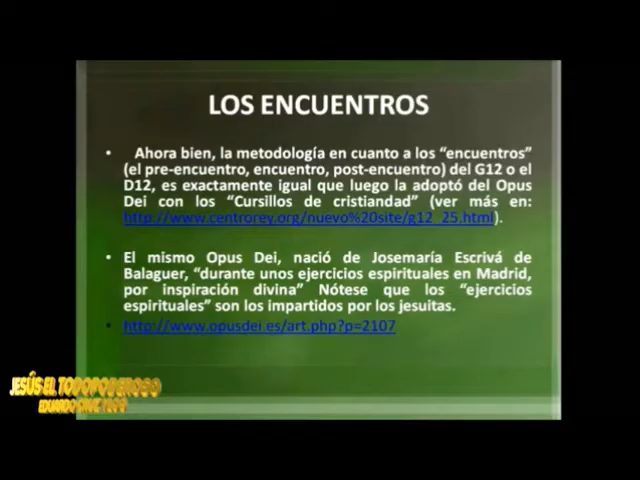 LOS ENCUENTROS
• Ahora bien, la metodología en cuanto a los “encuentros”
(el pre-encuentro, encuentro, post-encuentro) del G12 o el
D12, es exactamente igual que luego la adoptó del Opus
Dei con los “Cursillos de cristiandad” (ver más en:
http://www.centrorey.org/nuevo%20site/g12_25.html).
• El mismo Opus Dei, nació de Josemaría Escrivá de
Balaguer, “durante unos ejercicios espirituales en Madrid,
por inspiración divina” Nótese que los “ejercicios
espirituales” son los impartidos por los jesuitas.
• http://www.opusdei.es/art.php?p=2107
JESÚS EL TODOPODEROSO
EDUARDO CRUZ